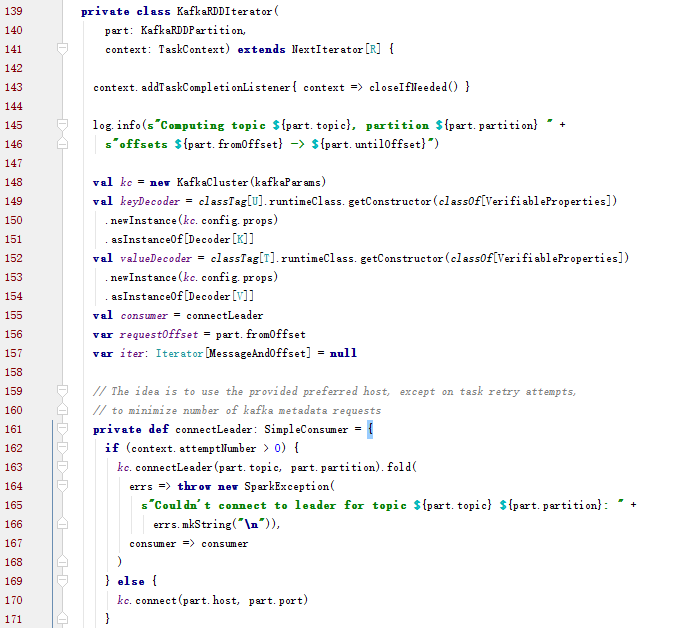 139 private class KafkaRDDIterator(
140 part: KafkaRDDPartition,
141 context: TaskContext) extends NextIterator[R] {
142
143 context.addTaskCompletionListener{ context => closeIfNeeded() }
144
145 log.info(s"Computing topic ${part.topic}, partition ${part.partition} " +
146 s"offsets ${part.fromOffset} -> ${part.untilOffset}")
147
148 val kc = new KafkaCluster(kafkaParams)
149 val keyDecoder = classTag[U].runtimeClass.getConstructor(classOf[VerifiableProperties])
150 .newInstance(kc.config.props)
151 .asInstanceOf[Decoder[K]]
152 val valueDecoder = classTag[T].runtimeClass.getConstructor(classOf[VerifiableProperties])
153 .newInstance(kc.config.props)
154 .asInstanceOf[Decoder[V]]
155 val consumer = connectLeader
156 var requestOffset = part.fromOffset
157 var iter: Iterator[MessageAndOffset] = null
158
159 // The idea is to use the provided preferred host, except on task retry attempts,
160 // to minimize number of kafka metadata requests
161 private def connectLeader: SimpleConsumer = {
162 if (context.attemptNumber > 0) {
163 kc.connectLeader(part.topic, part.partition).fold(
164 errs => throw new SparkException(
165 s"Couldn't connect to leader for topic ${part.topic} ${part.partition}: " +
166 errs.mkString("\n")),
167 consumer => consumer
168 )
169 } else {
170 kc.connect(part.host, part.port)
171 }